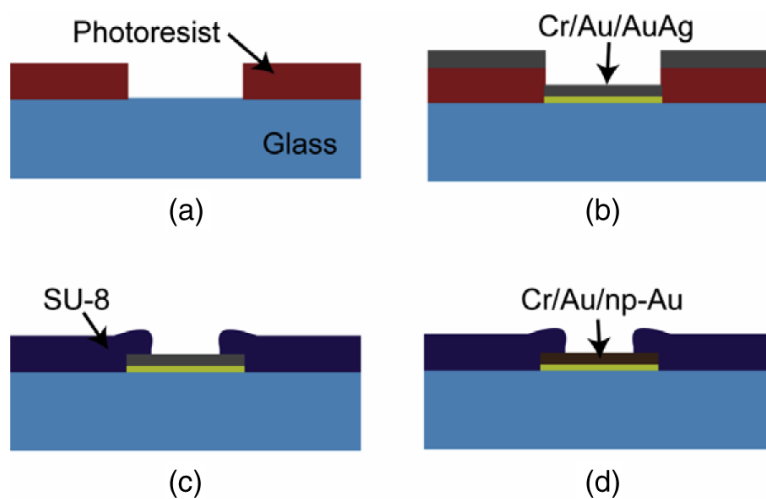 Photoresist
Glass
(a)
Cr/Au/AuAg
(b)
SU-8
(c)
Cr/Au/np-Au
(d)